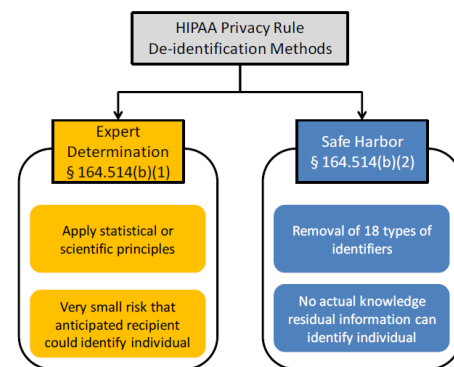 HIPAA Privacy Rule
De-identification Methods
Expert
Determination
§ 164.514(b)(1)
Apply statistical or
scientific principles
Very small risk that
anticipated recipient
could identify individual
Safe Harbor
§ 164.514(b)(2)
Removal of 18 types of
identifiers
No actual knowledge
residual information can
identify individual